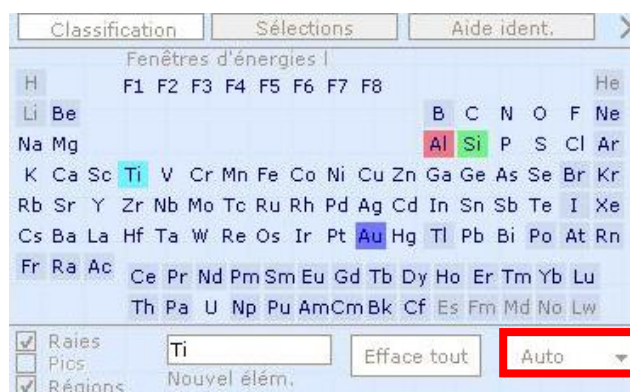 Classification Sélections Aide ident.
Fenêtres d'énergies I
H F1 F2 F3 F4 F5 F6 F7 F8 He
Li Be B C N O F Ne
Na Mg Al Si P S Cl Ar
K Ca Sc Ti V Cr Mn Fe Co Ni Cu Zn Ga Ge As Se Br Kr
Rb Sr Y Zr Nb Mo Tc Ru Rh Pd Ag Cd In Sn Sb Te I Xe
Cs Ba La Hf Ta W Re Os Ir Pt Au Hg Tl Pb Bi Po At Rn
Fr Ra Ac Ce Pr Nd Pm Sm Eu Gd Tb Dy Ho Er Tm Yb Lu
Th Pa U Np Pu Am Cm Bk Cf Es Fm Md No Lw
Raies
Pics
Régions
Ti
Nouvel élém.
Efface tout
Auto